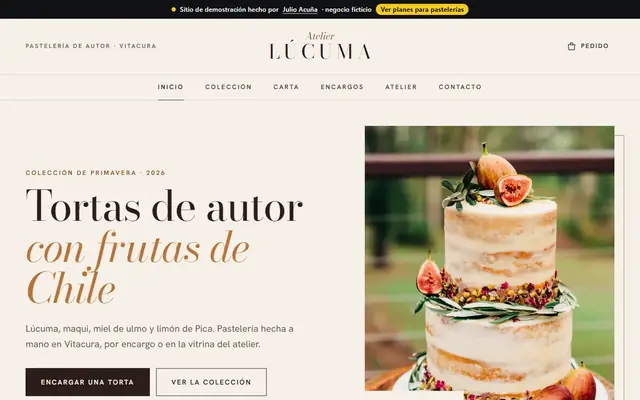 Sitio de demostración hecho por Julio Acuña · negocio ficticio Ver planes para pastelerías
PASTELERÍA DE AUTOR · VITACURA
Atelier
LÚCUMA
PEDIDO
INICIO COLECCIÓN CARTA ENCARGOS ATELIER CONTACTO
COLECCIÓN DE PRIMAVERA · 2026
Tortas de autor
con frutas de
Chile
Lúcuma, maqui, miel de ulmo y limón de Pica. Pastelería hecha a
mano en Vitacura, por encargo o en la vitrina del atelier.
ENCARGAR UNA TORTA
VER LA COLECCIÓN